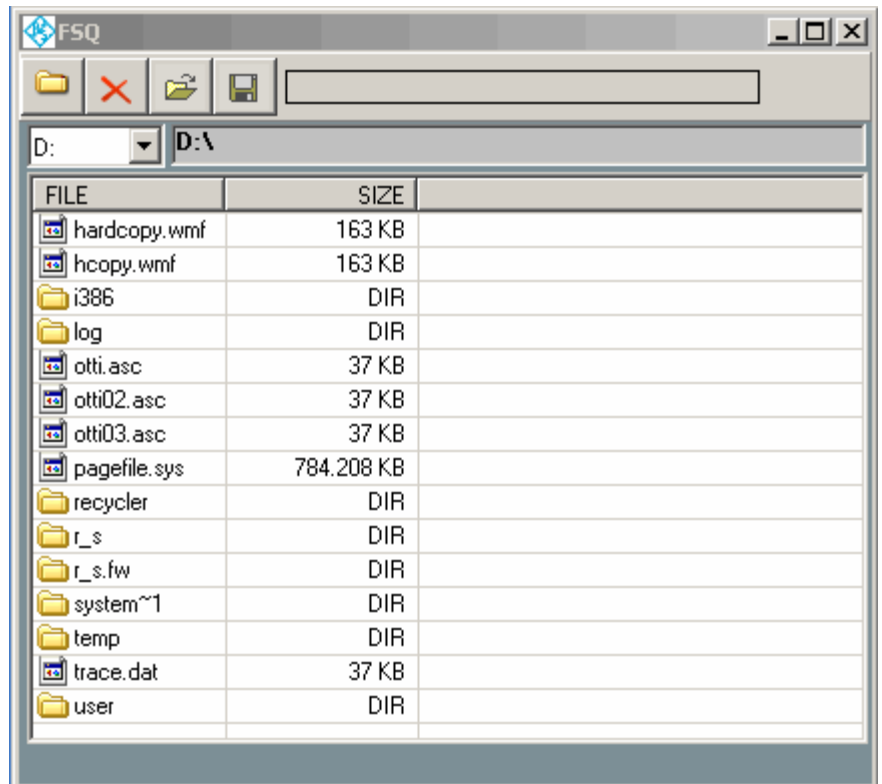 FSQ
D: D:\
FILE SIZE
hardcopy.wmf 163 KB
hcopy.wmf 163 KB
i386 DIR
log DIR
otti.asc 37 KB
otti02.asc 37 KB
otti03.asc 37 KB
pagefile.sys 784.208 KB
recycler DIR
r_s DIR
r_s.fw DIR
system~1 DIR
temp DIR
trace.dat 37 KB
user DIR